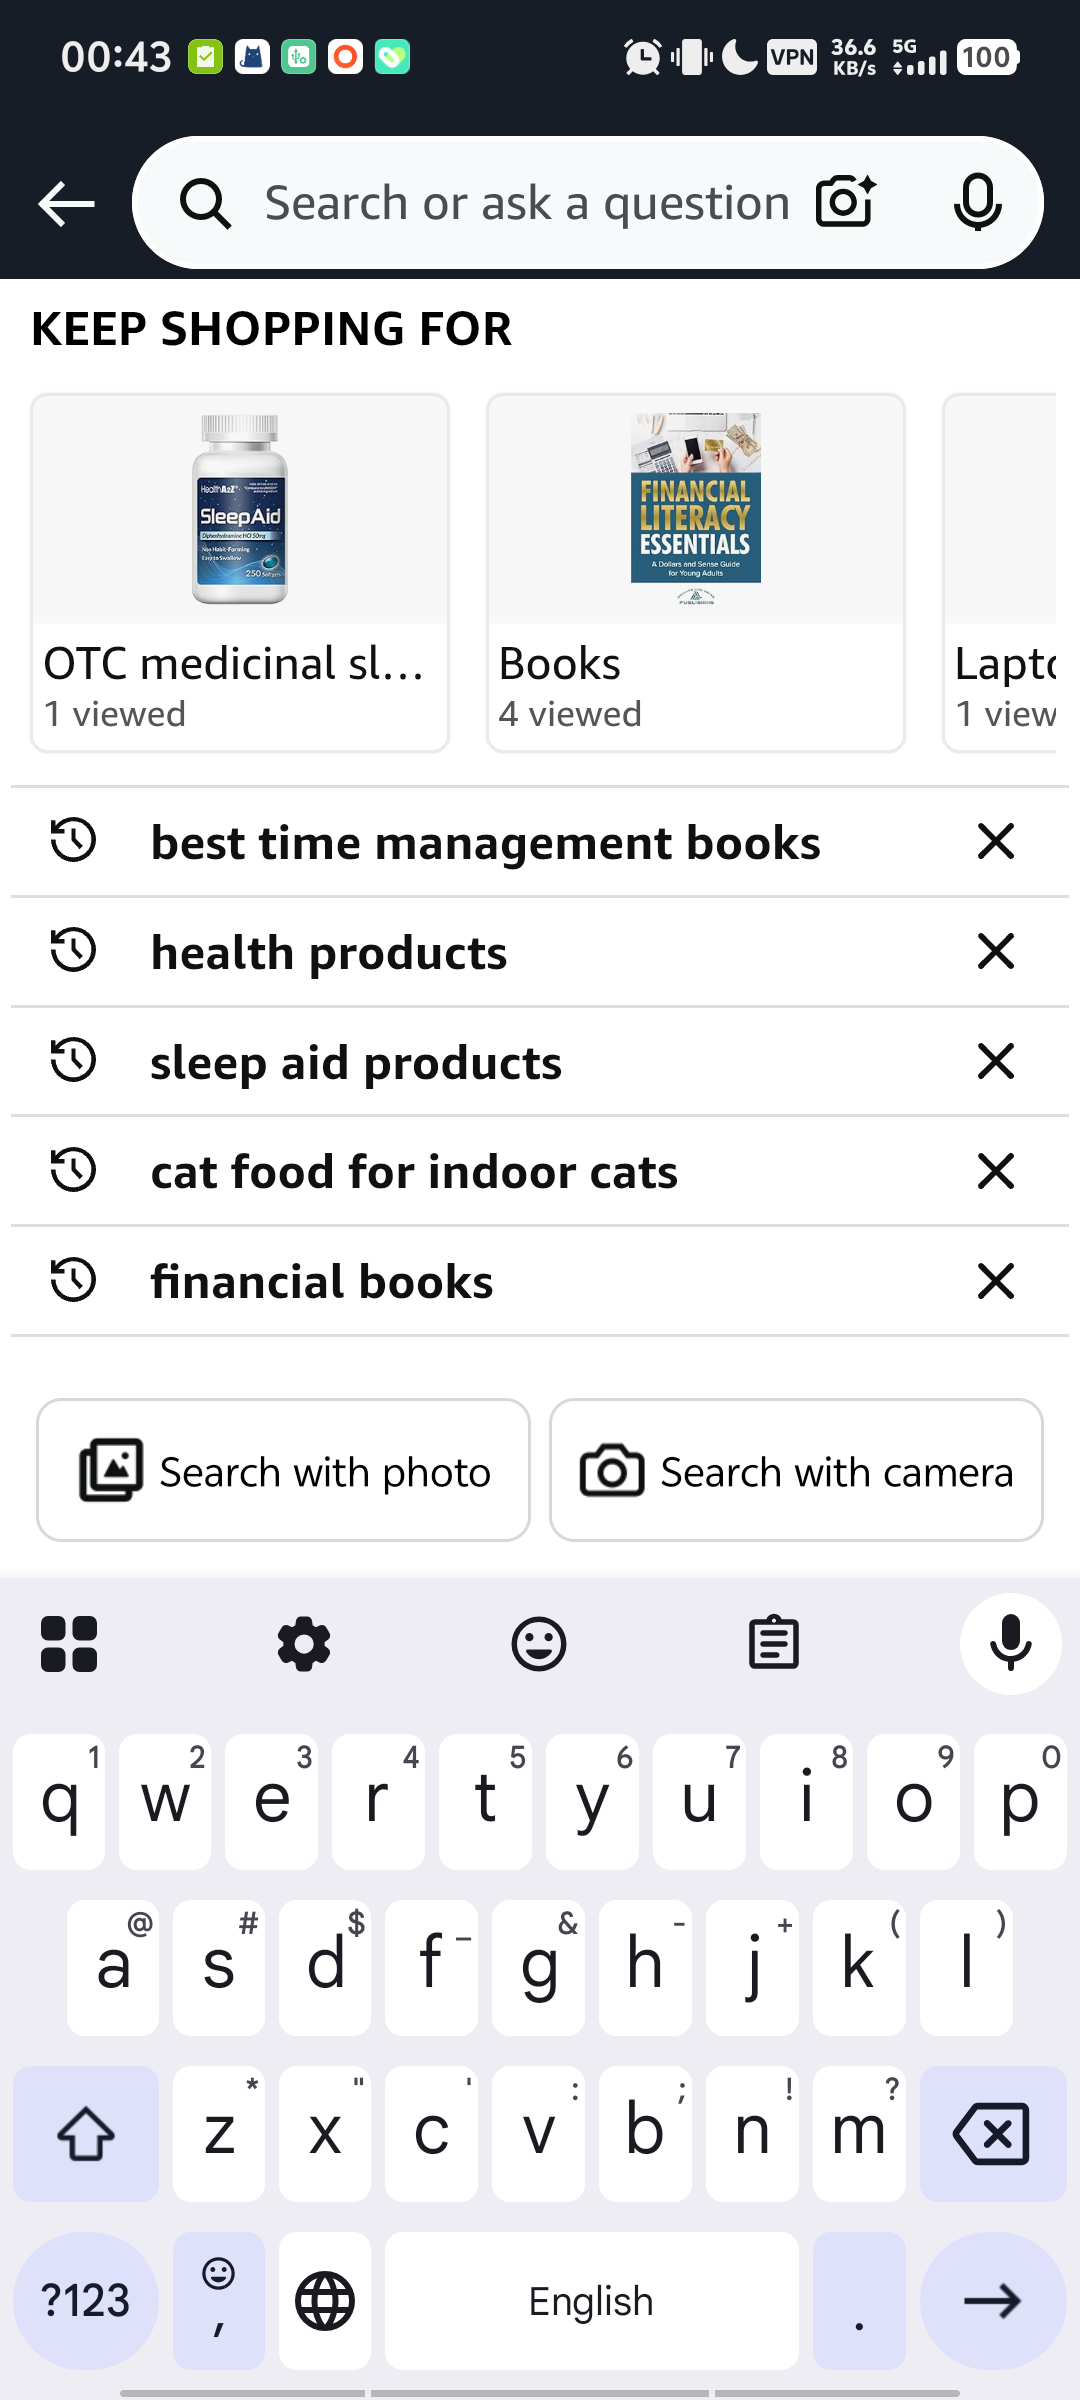 00:43
VPN
36.6
KB/s
5G
100
Search or ask a question
KEEP SHOPPING FOR
HealthA2Z
SleepAid
Diphenhydramine HCl 50mg
Non Habit-Forming
Easy to Swallow
250 Softgels
OTC medicinal sl...
1 viewed
FINANCIAL
LITERACY
ESSENTIALS
A Dollars and Sense Guide
for Young Adults
PUBLISHING
Books
4 viewed
Lapto
1 view
best time management books
health products
sleep aid products
cat food for indoor cats
financial books
Search with photo
Search with camera
1 2 3 4 5 6 7 8 9 0
q w e r t y u i o p
@ # $ _ & - + ( )
a s d f g h j k l
* " ' : ; ! ?
z x c v b n m
?123
,
English
.